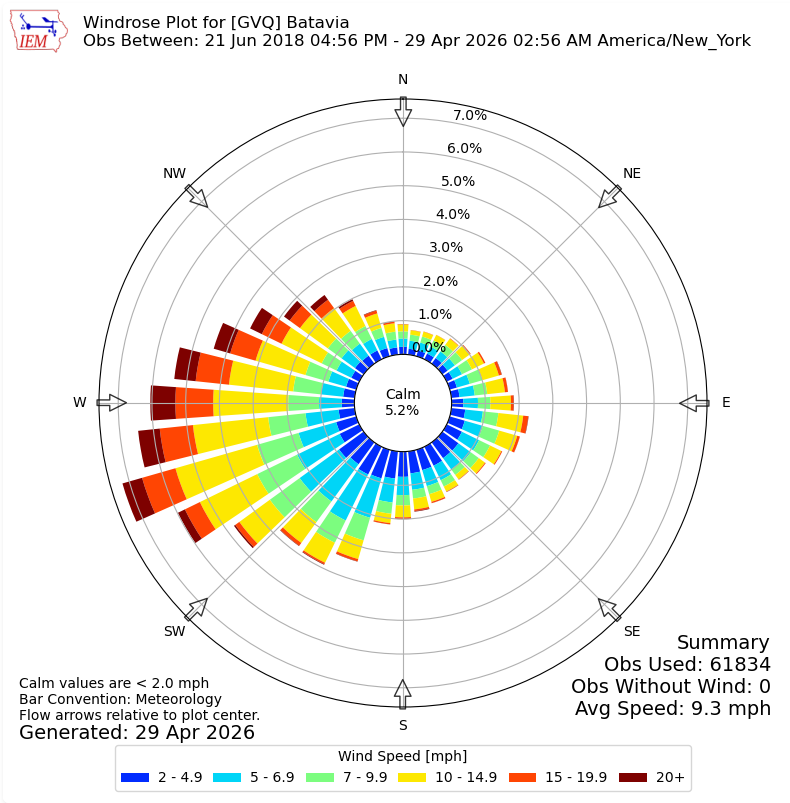 IEM
Windrose Plot for [GVQ] Batavia
Obs Between: 21 Jun 2018 04:56 PM - 29 Apr 2026 02:56 AM America/New_York
N
7.0%
6.0%
5.0%
4.0%
3.0%
2.0%
1.0%
0.0%
NW
NE
W
Calm
5.2%
E
SW
SE
S
Calm values are < 2.0 mph
Bar Convention: Meteorology
Flow arrows relative to plot center.
Generated: 29 Apr 2026
Summary
Obs Used: 61834
Obs Without Wind: 0
Avg Speed: 9.3 mph
Wind Speed [mph]
2 - 4.9 5 - 6.9 7 - 9.9 10 - 14.9 15 - 19.9 20+